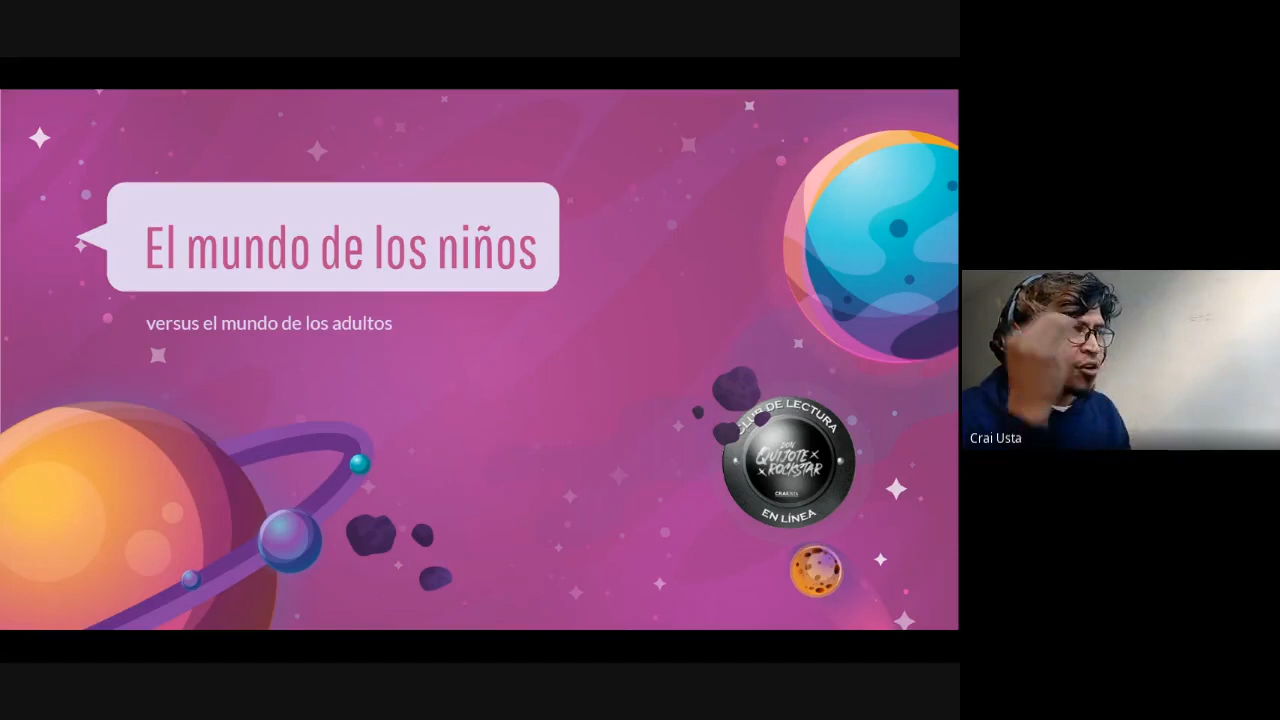 El mundo de los niños
versus el mundo de los adultos
CLUB DE LECTURA
DON
QUIJOTE X
X ROCKSTAR
CRAIUSTA
EN LÍNEA
Crai Usta